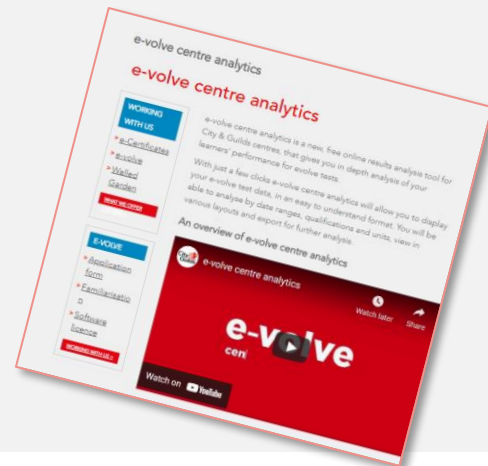 e-volve centre analytics
e-volve centre analytics
WORKING
WITH US
e-Certificates
e-volve
Walled
Garden
WHAT WE OFFER
e-volve centre analytics is a new, free online results analysis tool for
City & Guilds centres, that gives you in depth analysis of your
learners' performance for evolve tests.
With just a few clicks e-volve centre analytics will allow you to display
your e-volve test data, in an easy to understand format. You will be
able to analyse by date ranges, qualifications and units, view in
various layouts and export for further analysis.
An overview of e-volve centre analytics
E-VOLVE
Application
form
Familiarisatio
n
Software
licence
WORKING WITH US >
City&
Guilds
e-volve centre analytics
Watch later
Share
e-volve
cen
Watch on YouTube